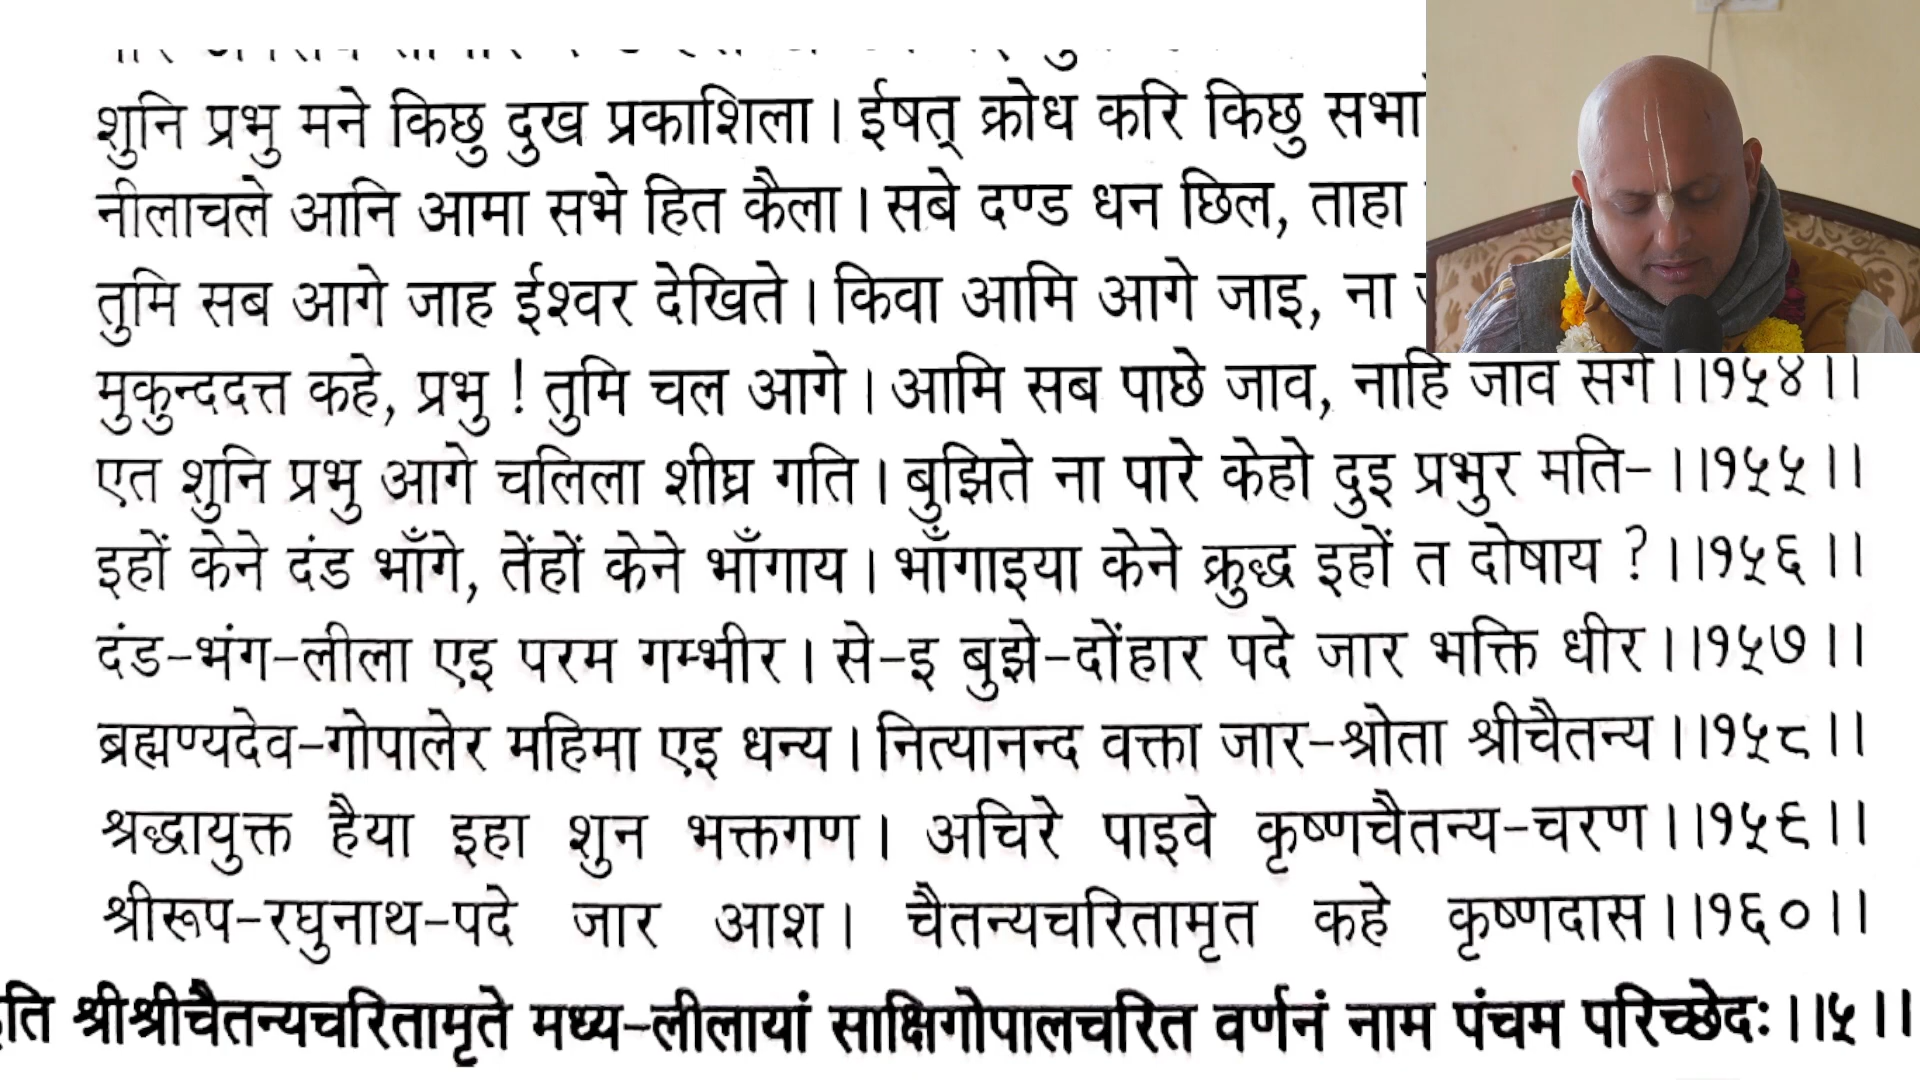 शुनि प्रभु मने किछु दुख प्रकाशिला। ईषत् क्रोध करि किछु
नीलाचले आनि आमा सभे हित कैला। सबे दण्ड धन छिल, ताहा
तुमि सब आगे जाह ईश्वर देखिते। किवा आमि आगे जाइ, ना
मुकुन्ददत्त कहे, प्रभु ! तुमि चल आगे। आमि सब पाछे जाव, नाहि जाव सगे।।१५४।।
एत शुनि प्रभु आगे चलिला शीघ्र गति। बुझिते ना पारे केहो दुइ प्रभुर मति-।।१५५।।
इहों केने दंड भाँगे, तेंहों केने भाँगाय। भाँगाइया केने क्रुद्ध इहों त दोषाय ?।।१५६।।
दंड-भंग-लीला एइ परम गम्भीर। से-इ बुझे-दोंहार पदे जार भक्ति धीर।।१५७।।
ब्रह्मण्यदेव-गोपालेर महिमा एइ धन्य। नित्यानन्द वक्ता जार-श्रोता श्रीचैतन्य।।१५८।।
श्रद्धायुक्त हैया इहा शुन भक्तगण। अचिरे पाइवे कृष्णचैतन्य-चरण।।१५९।।
श्रीरूप-रघुनाथ-पदे जार आश। चैतन्यचरितामृत कहे कृष्णदास।।१६०।।
श्रीश्रीचैतन्यचरितामृते मध्य-लीलायां साक्षिगोपालचरित वर्णनं नाम पंचम परिच्छेदः।।५।।